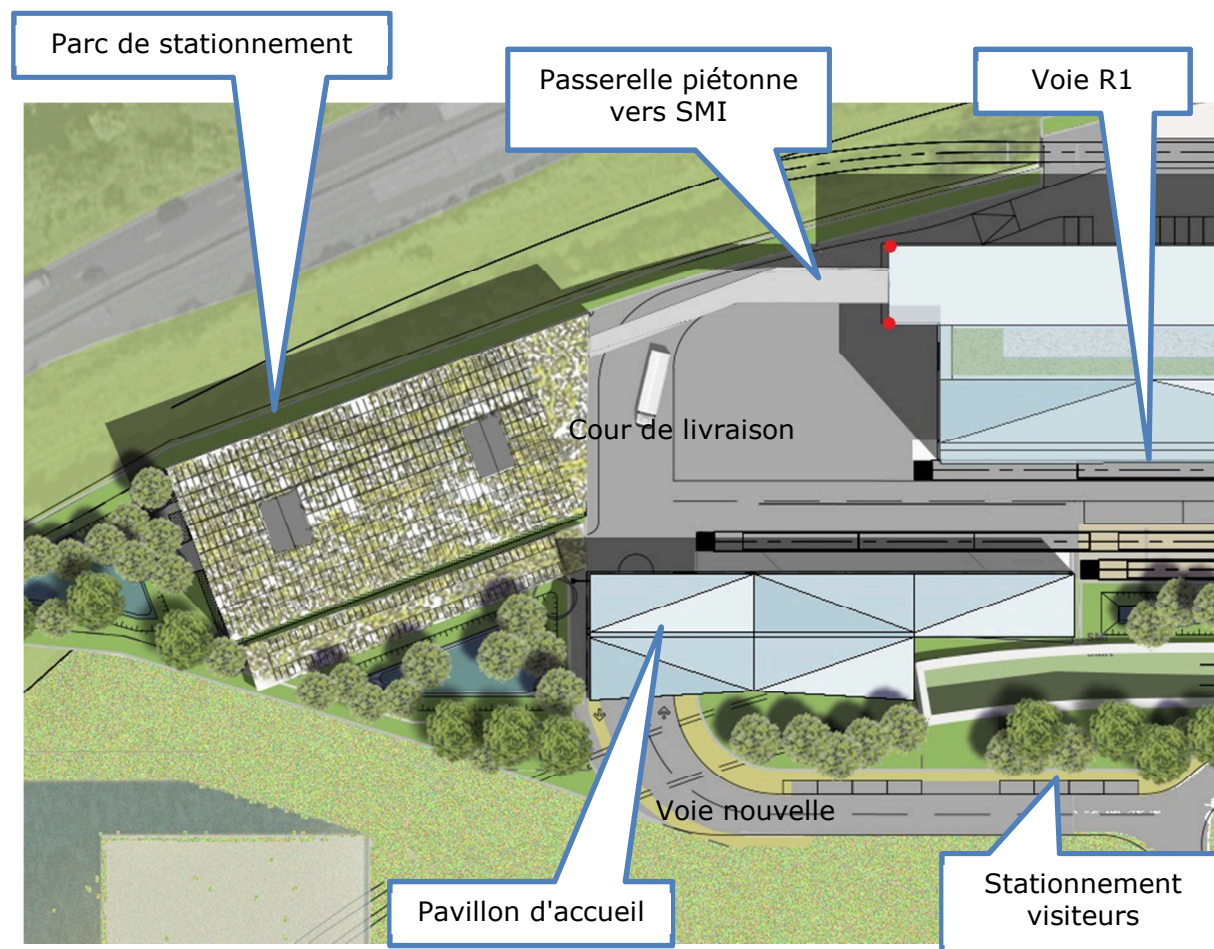 Parc de stationnement
Passerelle piétonne
vers SMI
Voie R1
Cour de livraison
Voie nouvelle
Pavillon d'accueil
Stationnement
visiteurs